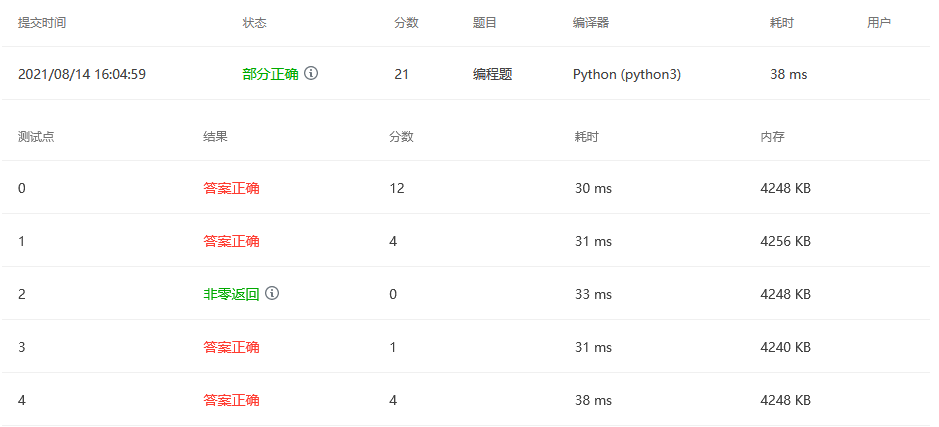 提交时间 状态 分数 题目 编译器 耗时 用户
2021/08/14 16:04:59 部分正确 21 编程题 Python (python3) 38 ms
测试点 结果 分数 耗时 内存
0 答案正确 12 30 ms 4248 KB
1 答案正确 4 31 ms 4256 KB
2 非零返回 0 33 ms 4248 KB
3 答案正确 1 31 ms 4240 KB
4 答案正确 4 38 ms 4248 KB